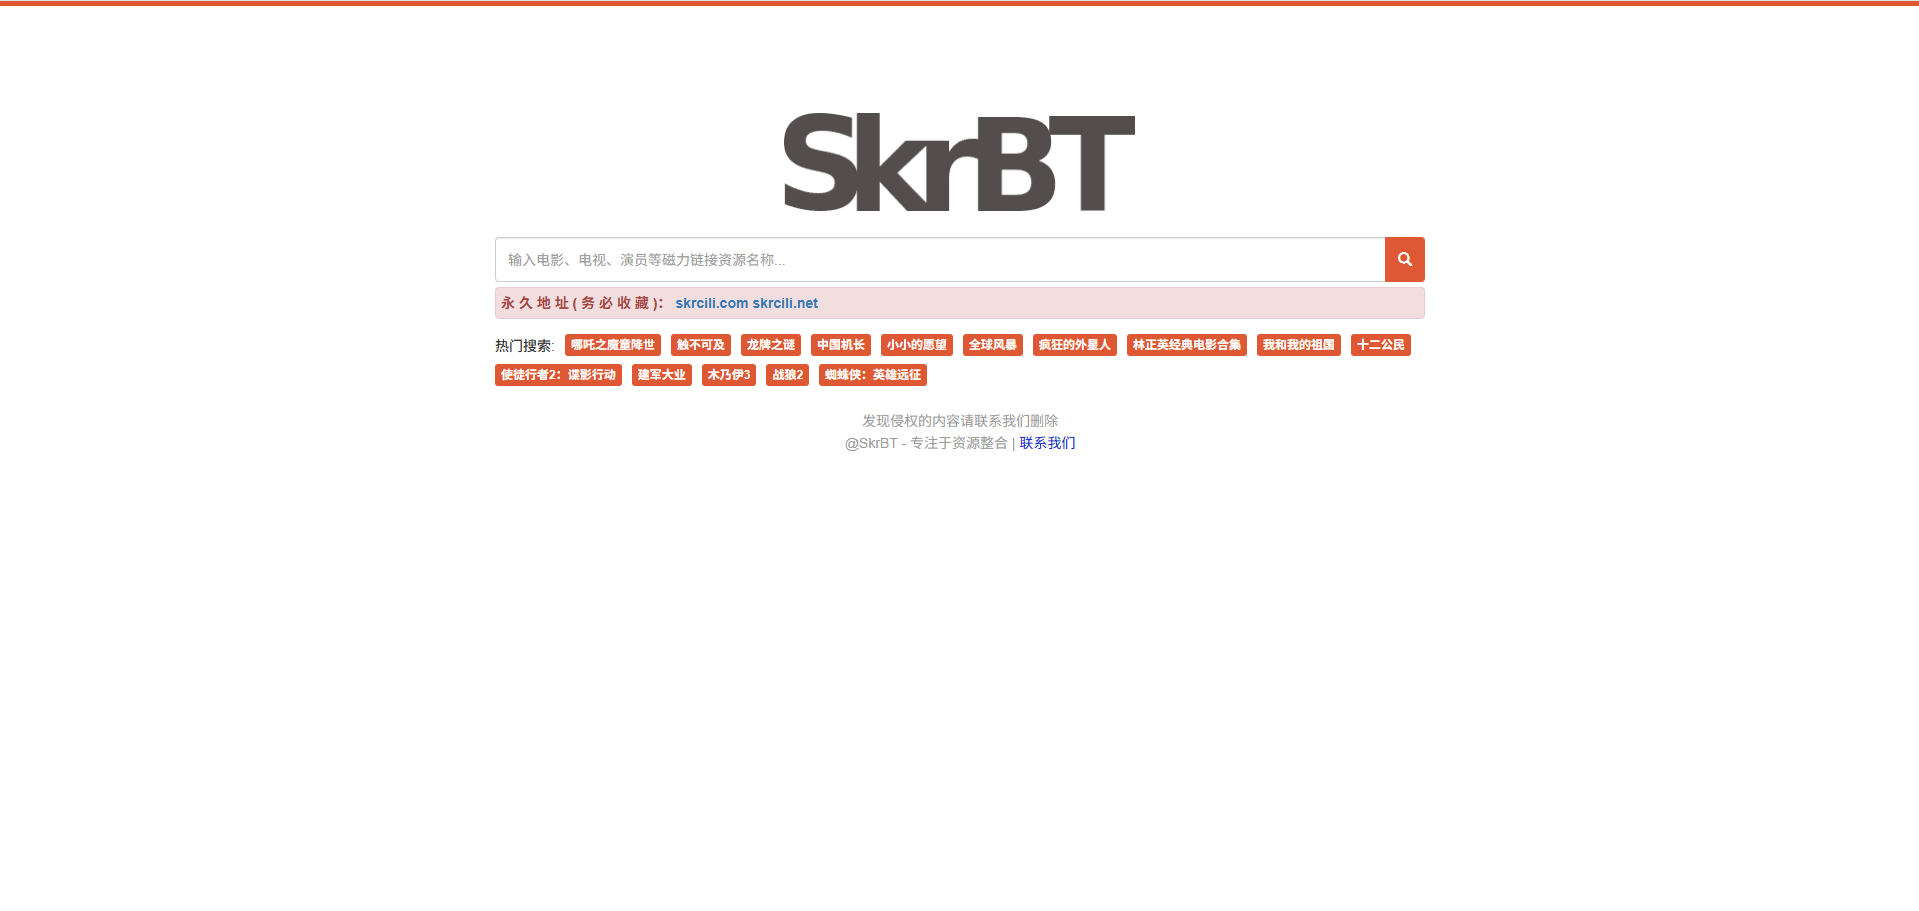 SkrBT
输入电影、电视、演员等磁力链接资源名称...
永 久 地 址 ( 务 必 收 藏 )： skrcili.com skrcili.net
热门搜索: 哪吒之魔童降世 触不可及 龙牌之谜 中国机长 小小的愿望 全球风暴 疯狂的外星人 林正英经典电影合集 我和我的祖国 十二公民
使徒行者2：谍影行动 建军大业 木乃伊3 战狼2 蜘蛛侠：英雄远征
发现侵权的内容请联系我们删除
@SkrBT - 专注于资源整合 | 联系我们